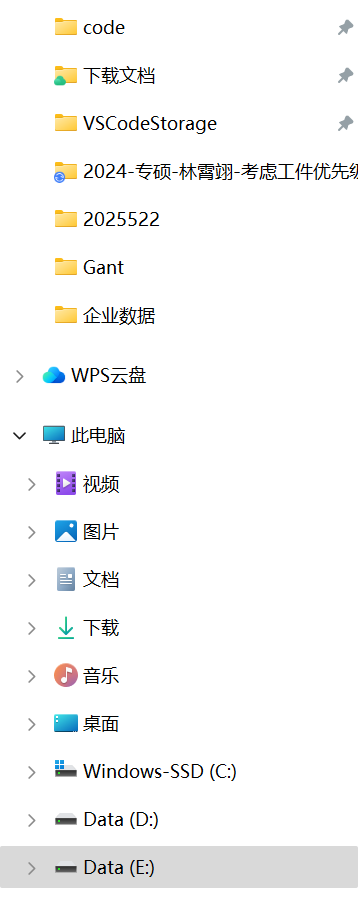 code
下载文档
VSCodeStorage
2024-专硕-林霄翊-考虑工件优先级
2025522
Gant
企业数据
WPS云盘
此电脑
视频
图片
文档
下载
音乐
桌面
Windows-SSD (C:)
Data (D:)
Data (E:)